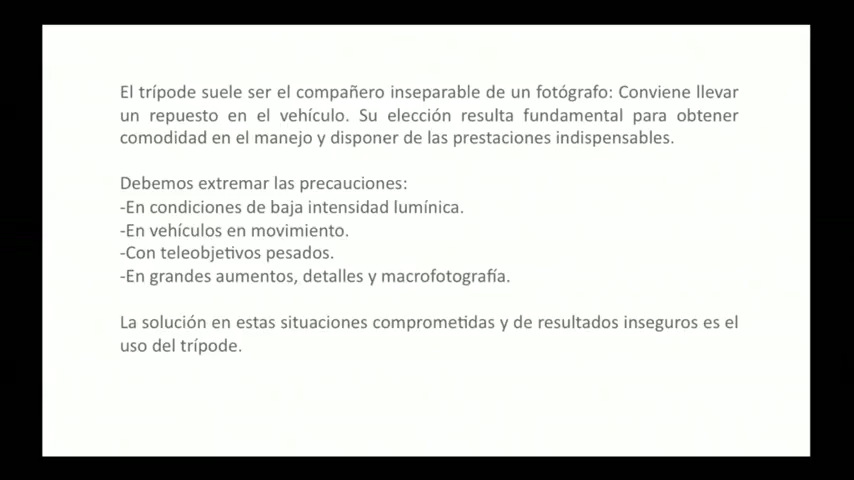 El trípode suele ser el compañero inseparable de un fotógrafo: Conviene llevar
un repuesto en el vehículo. Su elección resulta fundamental para obtener
comodidad en el manejo y disponer de las prestaciones indispensables.
Debemos extremar las precauciones:
-En condiciones de baja intensidad lumínica.
-En vehículos en movimiento.
-Con teleobjetivos pesados.
-En grandes aumentos, detalles y macrofotografía.
La solución en estas situaciones comprometidas y de resultados inseguros es el
uso del trípode.